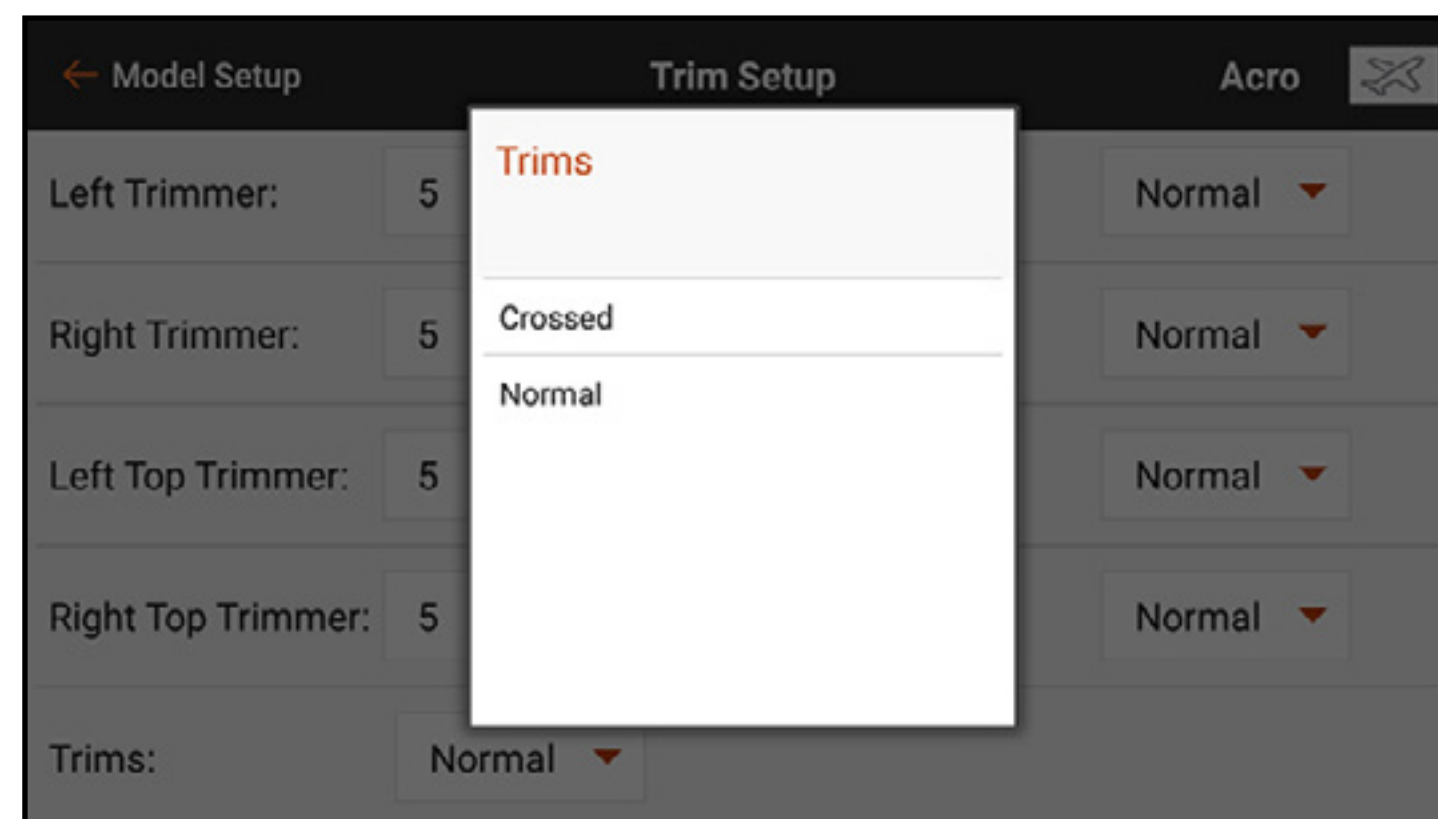 ← Model Setup Trim Setup Acro
Trims
Left Trimmer: 5 Normal
Crossed
Right Trimmer: 5 Normal
Normal
Left Top Trimmer: 5 Normal
Right Top Trimmer: 5 Normal
Trims: Normal